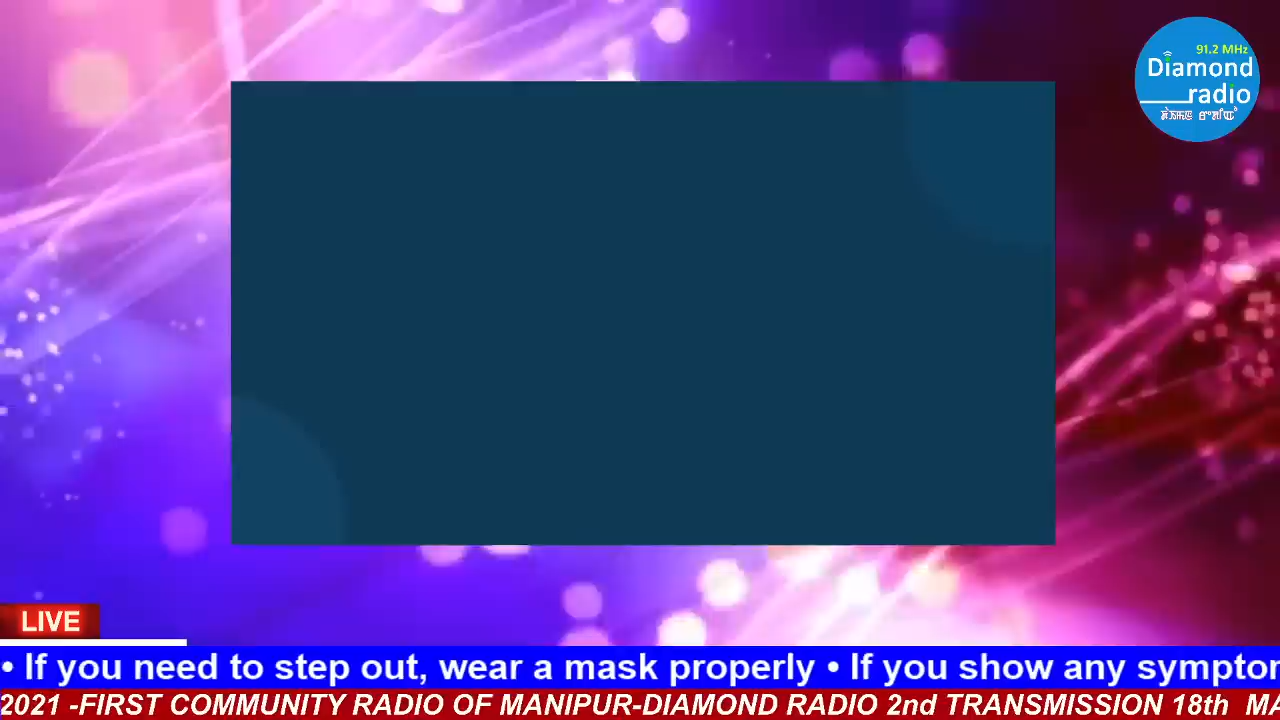 91.2 MHz
Diamond
radio
LIVE
• If you need to step out, wear a mask properly • If you show any symptom
2021 -FIRST COMMUNITY RADIO OF MANIPUR-DIAMOND RADIO 2nd TRANSMISSION 18th MA